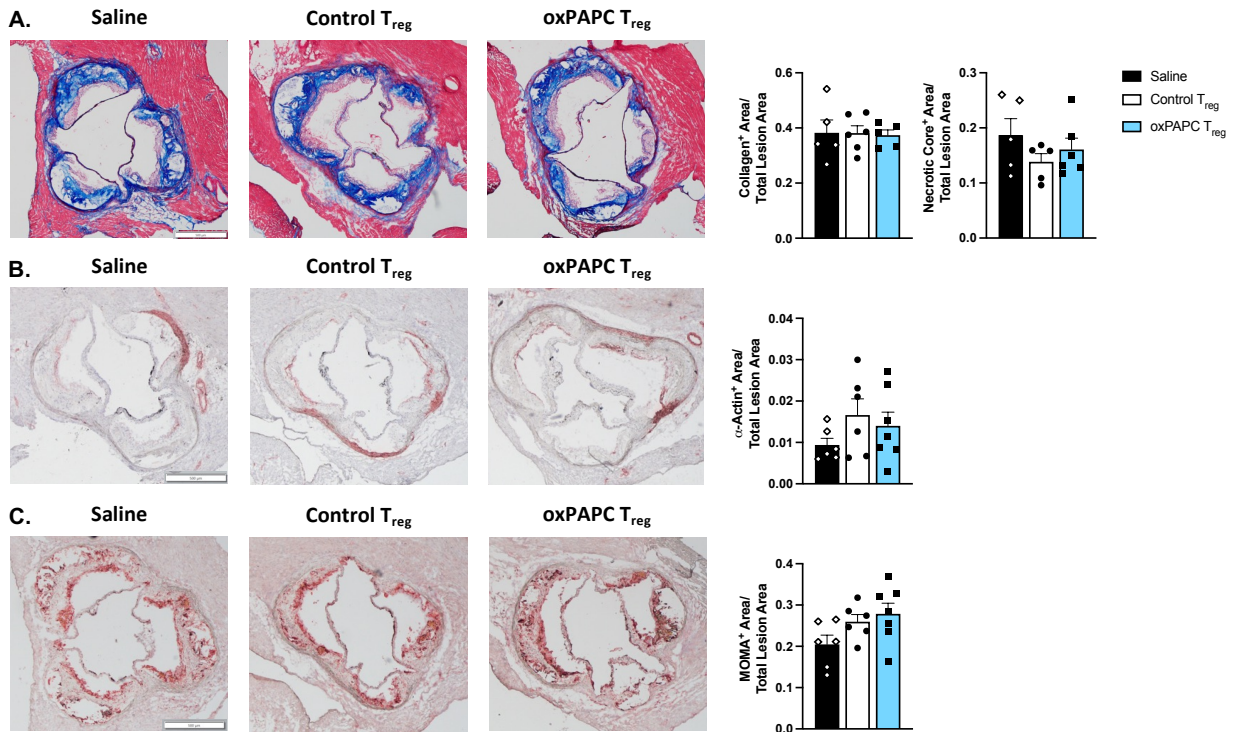 A.
Saline
Control Treg
oxPAPC Treg
Collagen+ Area/
Total Lesion Area
0.6
0.4
0.2
0.0
Necrotic Core+ Area/
Total Lesion Area
0.3
0.2
0.1
0.0
Saline
Control Treg
oxPAPC Treg
B.
Saline
Control Treg
oxPAPC Treg
α-Actin+ Area/
Total Lesion Area
0.04
0.03
0.02
0.01
0.00
C.
Saline
Control Treg
oxPAPC Treg
MOMA+ Area/
Total Lesion Area
0.4
0.3
0.2
0.1
0.0